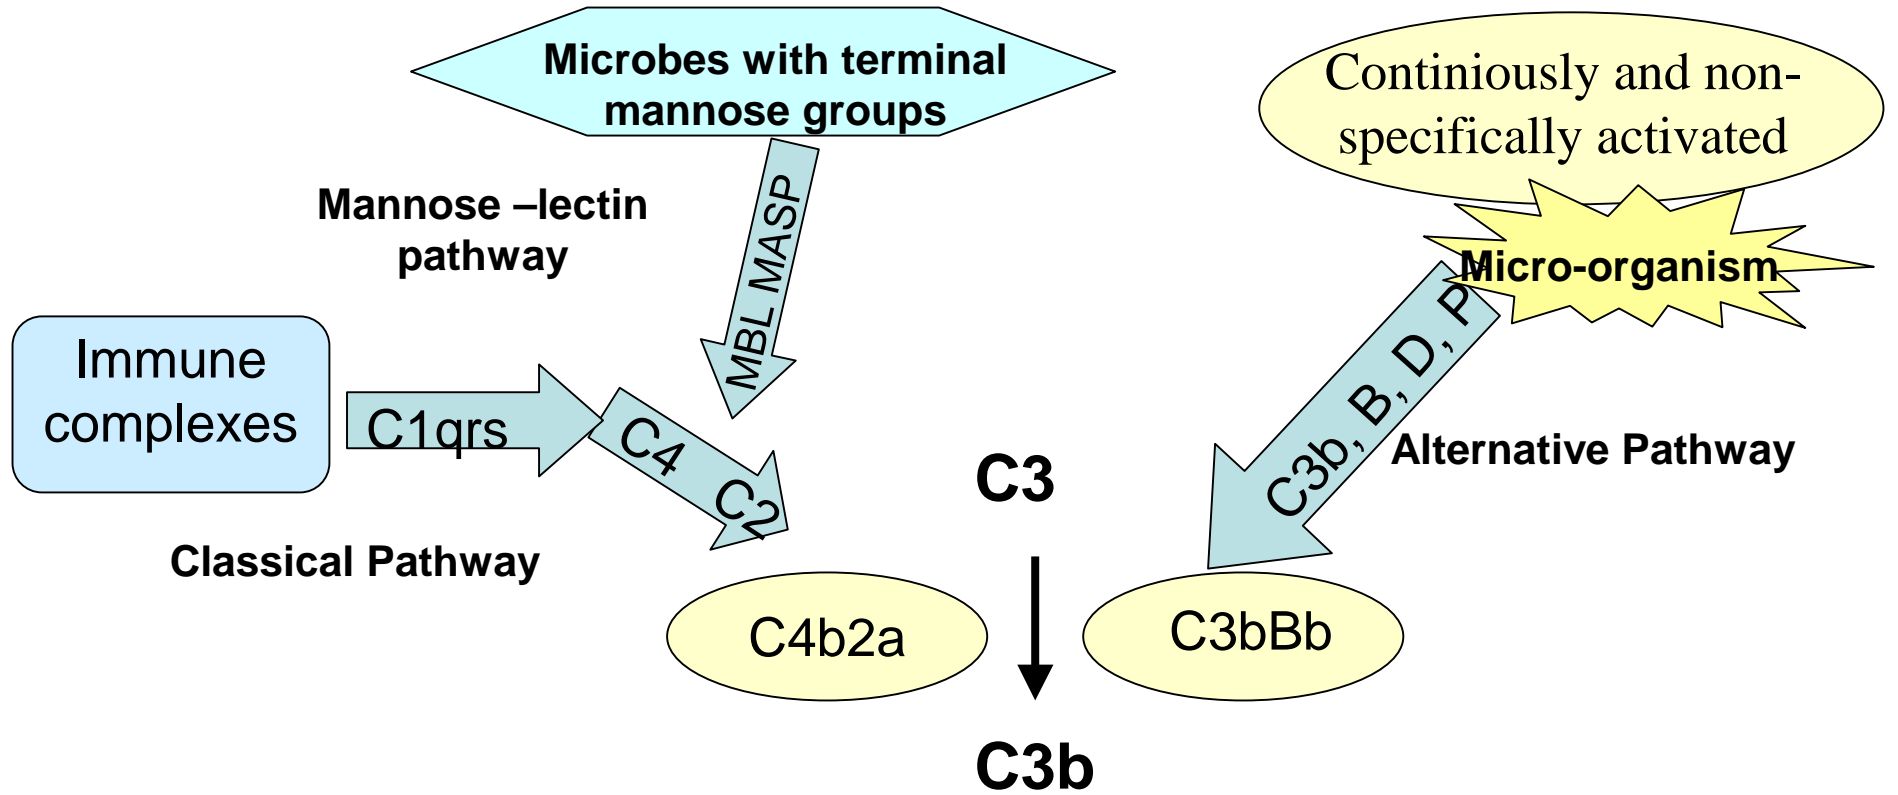 Microbes with terminal
mannose groups
Continiously and non-
specifically activated
Mannose –lectin
pathway
MBL MASP
Micro-organism
Immune
complexes
C1qrs
C4
C2
C3b, B, D, P
Alternative Pathway
C3
Classical Pathway
C4b2a
C3bBb
C3b